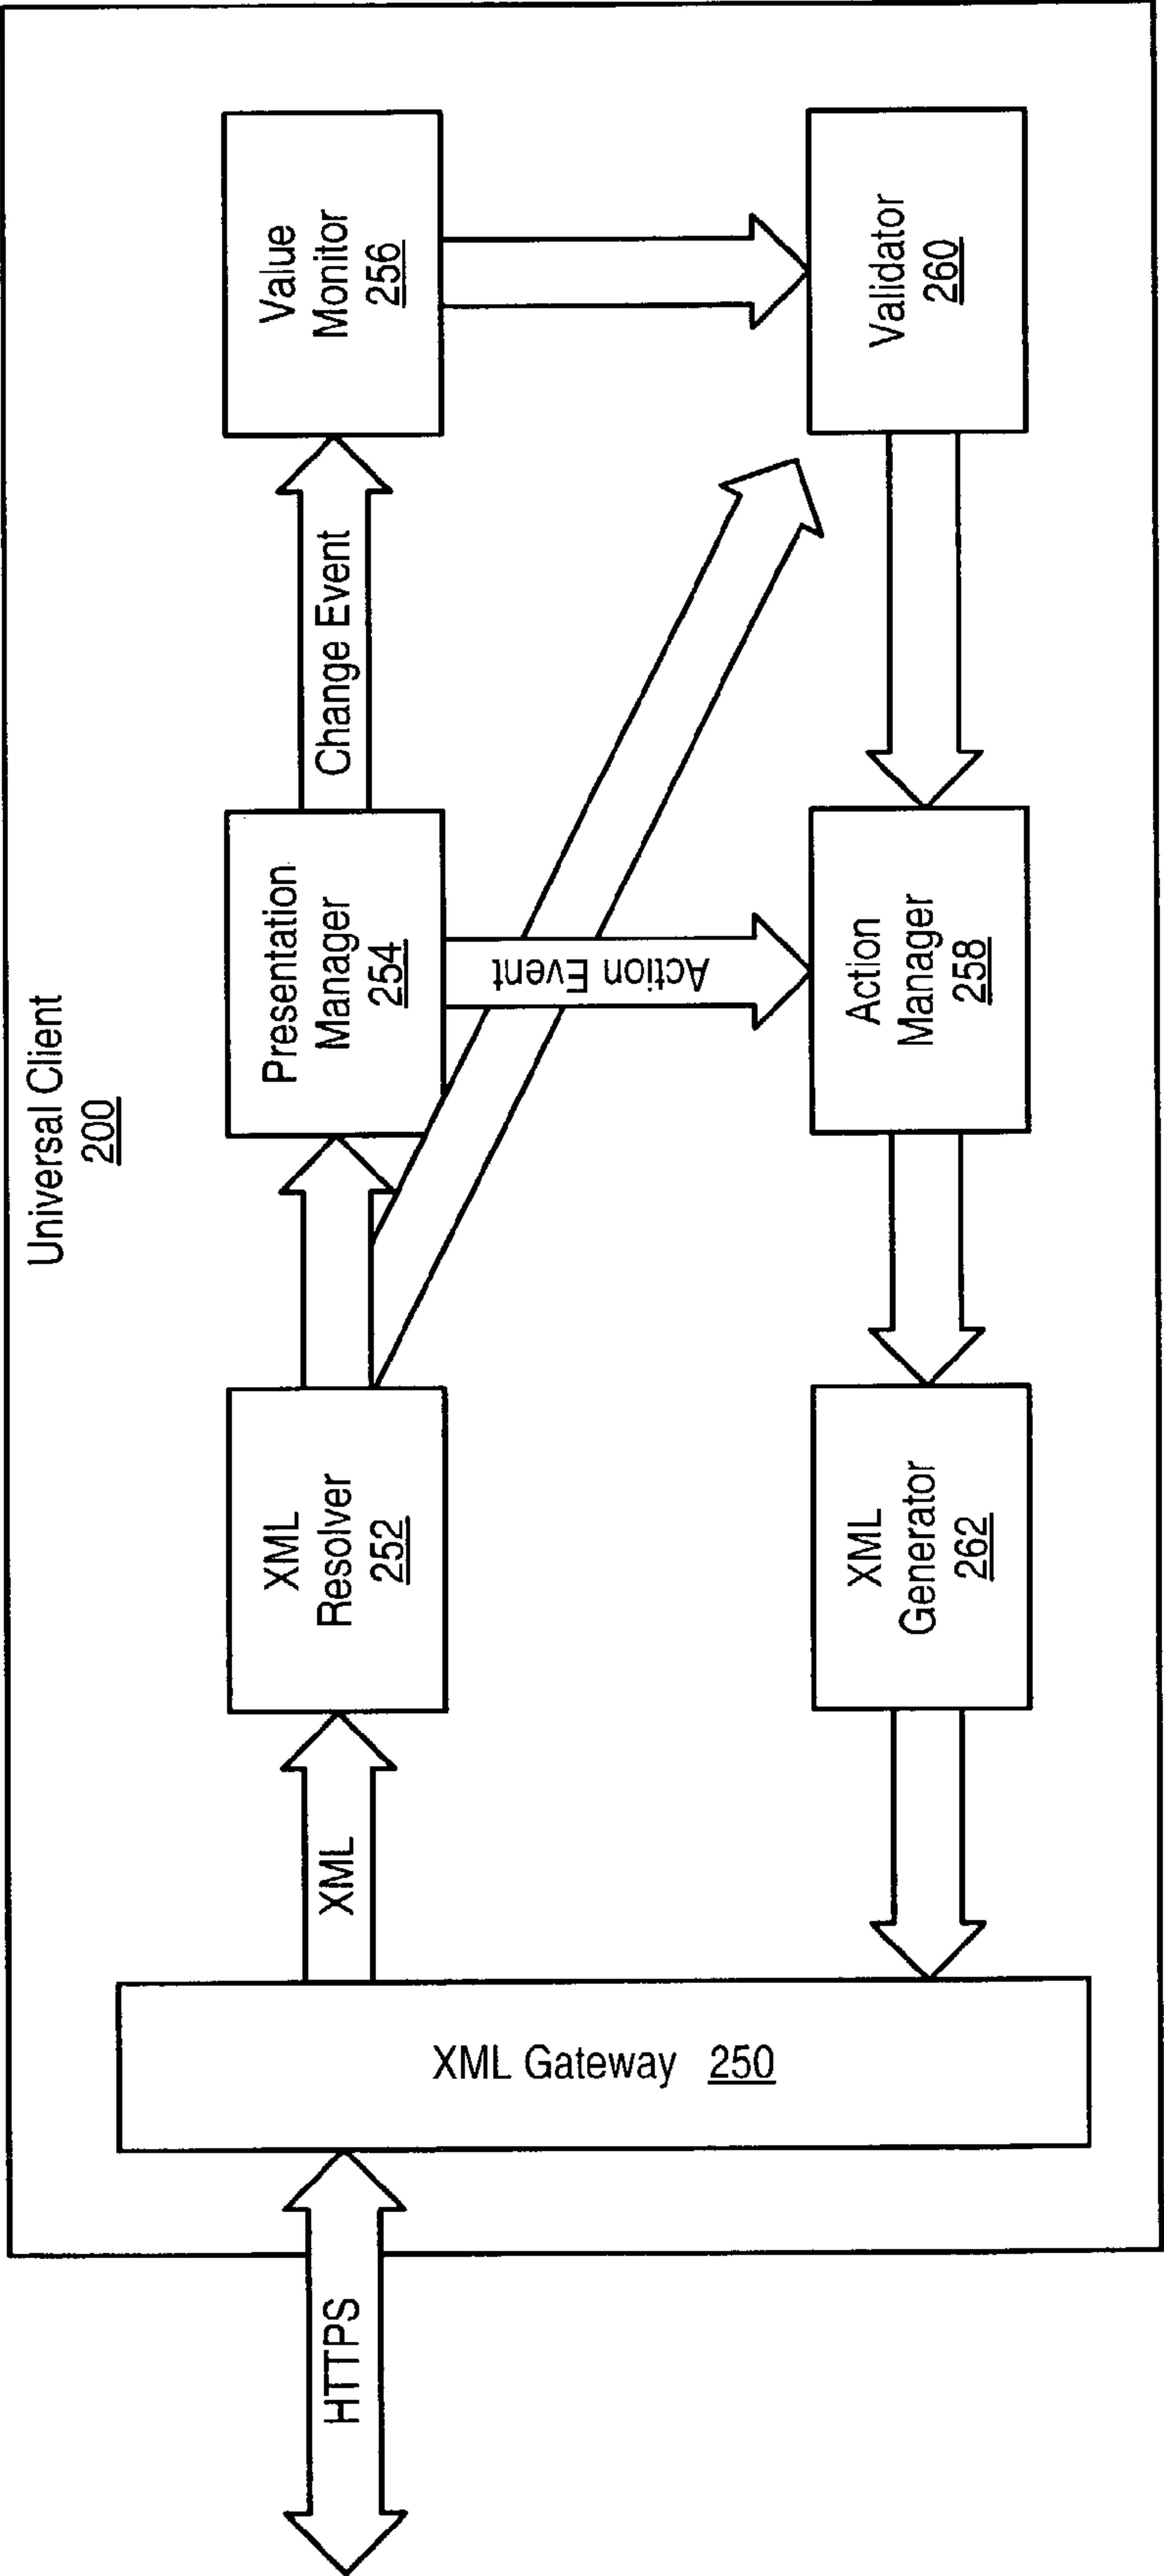 Universal Client
200
HTTPS
XML Gateway 250
XML
XML
Resolver
252
Presentation
Manager
254
Change Event
Value
Monitor
256
Action Event
XML
Generator
262
Action
Manager
258
Validator
260